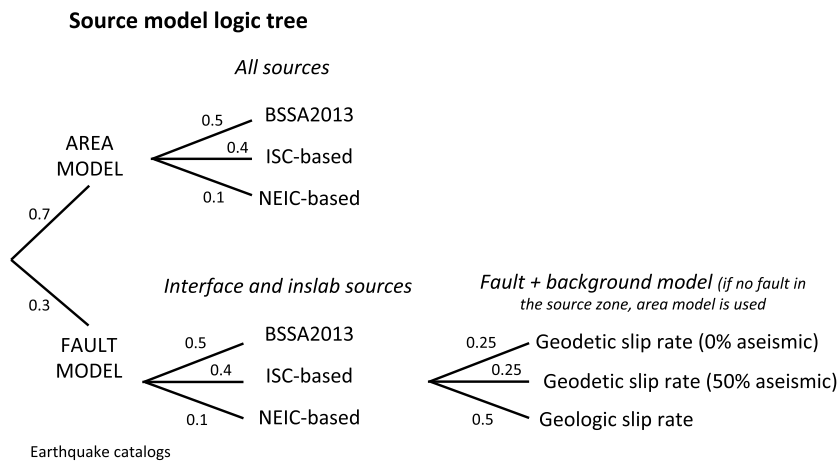 Source model logic tree
All sources
0.5
BSSA2013
AREA
MODEL
0.4
ISC-based
0.1
NEIC-based
0.7
0.3
Interface and inslab sources
Fault + background model (if no fault in
the source zone, area model is used
FAULT
MODEL
0.5
BSSA2013
0.4
ISC-based
0.1
NEIC-based
0.25
Geodetic slip rate (0% aseismic)
0.25
Geodetic slip rate (50% aseismic)
0.5
Geologic slip rate
Earthquake catalogs